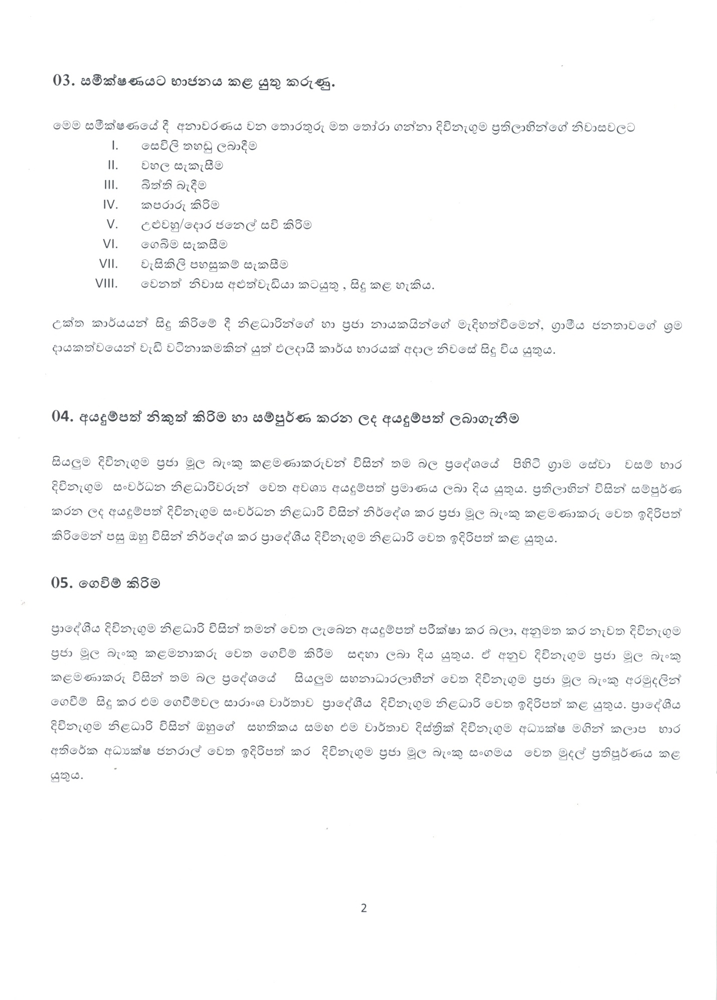 03. සමීක්ෂණයට භාජනය කළ යුතු කරුණු.
මෙම සමීක්ෂණයේ දී අනාවරණය වන තොරතුරු මත තෝරා ගන්නා දිවිනැගුම ප්‍රතිලාභින්ගේ නිවාසවලට
I. සෙවිලි තහඩු ලබාදීම
II. වහල සැකැසීම
III. බිත්ති බැදීම
IV. කපරාරු කිරිම
V. උළුවහු/දොර ජනෙල් සවි කිරිම
VI. ගෙබිම සැකසීම
VII. වැසිකිලි පහසුකම් සැකසීම
VIII. වෙනත් නිවාස අළුත්වැඩියා කටයුතු , සිදු කළ හැකිය.
උක්ත කාර්යයන් සිදු කිරිමේ දී නිළධාරින්ගේ හා ප්‍රජා නායකයින්ගේ මැදිහත්වීමෙන්, ග්‍රාමීය ජනතාවගේ ශ්‍රම
දායකත්වයෙන් වැඩි වටිනාකමකින් යුත් ඵලදායී කාර්ය භාරයක් අදාල නිවසේ සිදු විය යුතුය.
04. අයදුම්පත් නිකුත් කිරිම හා සම්පුර්ණ කරන ලද අයදුම්පත් ලබාගැනීම
සියලුම දිවිනැගුම ප්‍රජා මූල බැංකු කළමණාකරුවන් විසින් තම බල ප්‍රදේශයේ පිහිටි ග්‍රාම සේවා වසම් භාර
දිවිනැගුම සංවර්ධන නිළධාරිවරුන් වෙත අවශ්‍ය අයදුම්පත් ප්‍රමාණය ලබා දිය යුතුය. ප්‍රතිලාභින් විසින් සම්පුර්ණ
කරන ලද අයදුම්පත් දිවිනැගුම සංවර්ධන නිළධාරි විසින් නිර්දේශ කර ප්‍රජා මූල බැංකු කළමණාකරු වෙත ඉදිරිපත්
කිරිමෙන් පසු ඔහු විසින් නිර්දේශ කර ප්‍රාදේශීය දිවිනැගුම නිළධාරි වෙත ඉදිරිපත් කළ යුතුය.
05. ගෙවිම් කිරිම
ප්‍රාදේශීය දිවිනැගුම නිළධාරි විසින් තමන් වෙත ලැබෙන අයදුම්පත් පරීක්ෂා කර බලා, අනුමත කර නැවත දිවිනැගුම
ප්‍රජා මූල බැංකු කළමනාකරු වෙත ගෙවිම් කිරීම සඳහා ලබා දිය යුතුය. ඒ අනුව දිවිනැගුම ප්‍රජා මූල බැංකු
කළමණාකරු විසින් තම බල ප්‍රදේශයේ සියලුම සහනාධාරලාභීන් වෙත දිවිනැගුම ප්‍රජා මූල බැංකු අරමුදලින්
ගෙවීම් සිදු කර එම ගෙවීම්වල සාරාංශ වාර්තාව ප්‍රාදේශීය දිවිනැගුම නිළධාරි වෙත ඉදිරිපත් කළ යුතුය. ප්‍රාදේශීය
දිවිනැගුම නිළධාරි විසින් ඔහුගේ සහතිකය සමඟ එම වාර්තාව දිස්ත්‍රික් දිවිනැගුම අධ්‍යක්ෂ මගින් කලාප භාර
අතිරේක අධ්‍යක්ෂ ජනරාල් වෙත ඉදිරිපත් කර දිවිනැගුම ප්‍රජා මූල බැංකු සංගමය වෙත මුදල් ප්‍රතිපූර්ණය කළ
යුතුය.
2